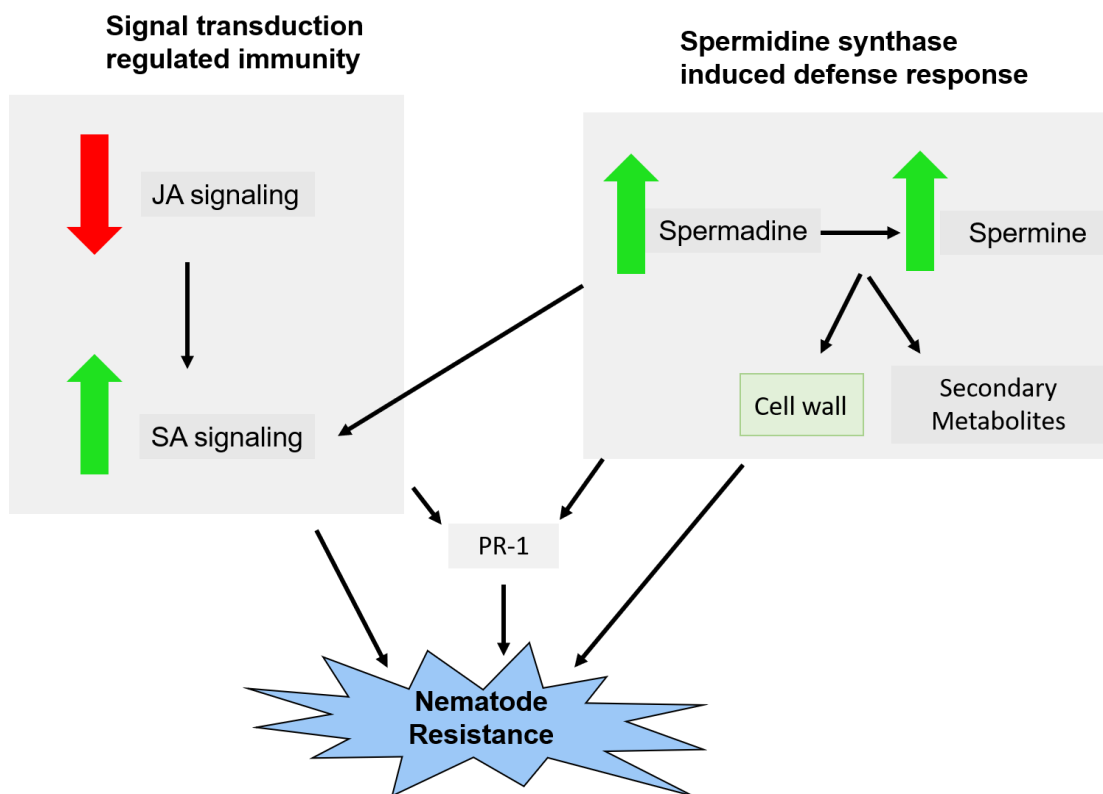 Signal transduction
regulated immunity
JA signaling
SA signaling
Spermidine synthase
induced defense response
Spermadine
Spermine
Cell wall
Secondary
Metabolites
PR-1
Nematode
Resistance